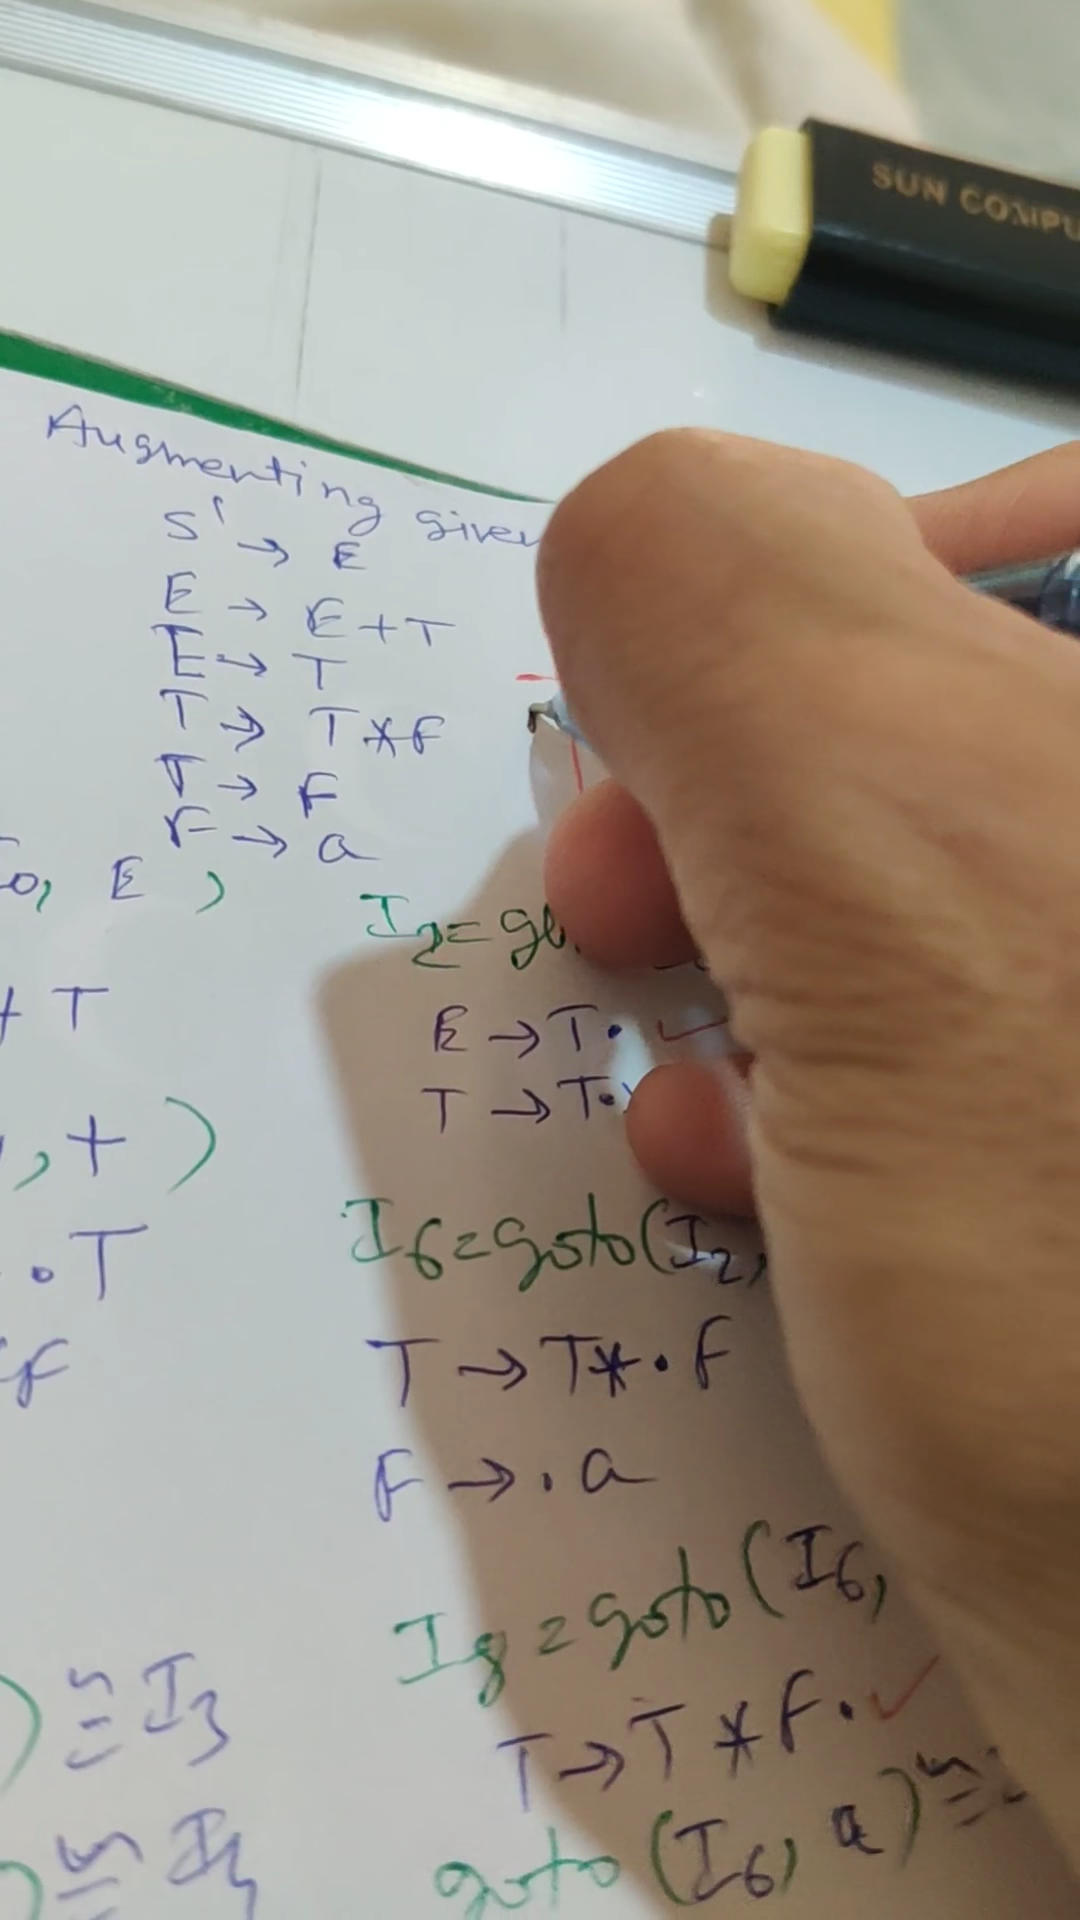 SUN COMPU
Augmenting given
S' → E
E → E + T
E → T
T → T * F
T → F
F → a
, E )
+ T
, + )
. T
F
I2 = go
E → T. ✓
T → T.
I6 = goto (I2,
T → T * . F
F → . a
I8 = goto (I6,
T → T * F. ✓
) ≅ I3
goto (I6, a) ≅
≅ I4